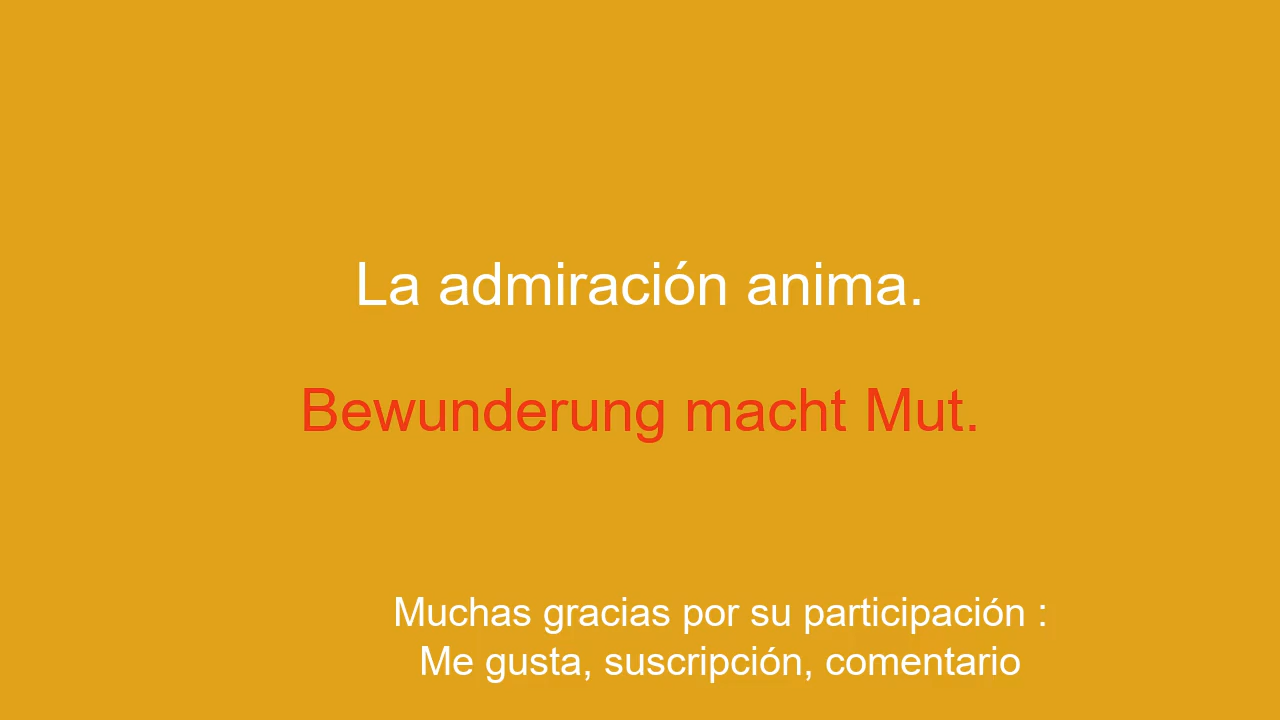 La admiración anima.
Bewunderung macht Mut.
Muchas gracias por su participación :
Me gusta, suscripción, comentario